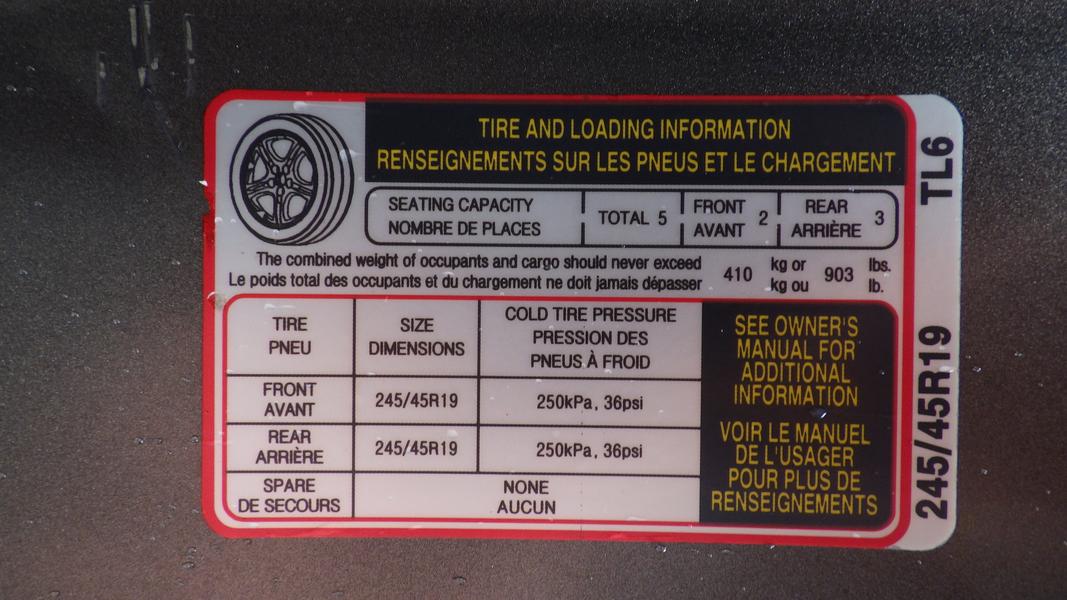 TIRE AND LOADING INFORMATION
RENSEIGNEMENTS SUR LES PNEUS ET LE CHARGEMENT
SEATING CAPACITY
NOMBRE DE PLACES
TOTAL 5
FRONT
AVANT
2
REAR
ARRIÈRE
3
The combined weight of occupants and cargo should never exceed
Le poids total des occupants et du chargement ne doit jamais dépasser
410
kg or
kg ou
903
lbs.
lb.
TIRE
PNEU
SIZE
DIMENSIONS
COLD TIRE PRESSURE
PRESSION DES
PNEUS À FROID
FRONT
AVANT
245/45R19
250kPa, 36psi
REAR
ARRIÈRE
245/45R19
250kPa, 36psi
SPARE
DE SECOURS
NONE
AUCUN
SEE OWNER'S
MANUAL FOR
ADDITIONAL
INFORMATION
VOIR LE MANUEL
DE L'USAGER
POUR PLUS DE
RENSEIGNEMENTS
245/45R19 TL6